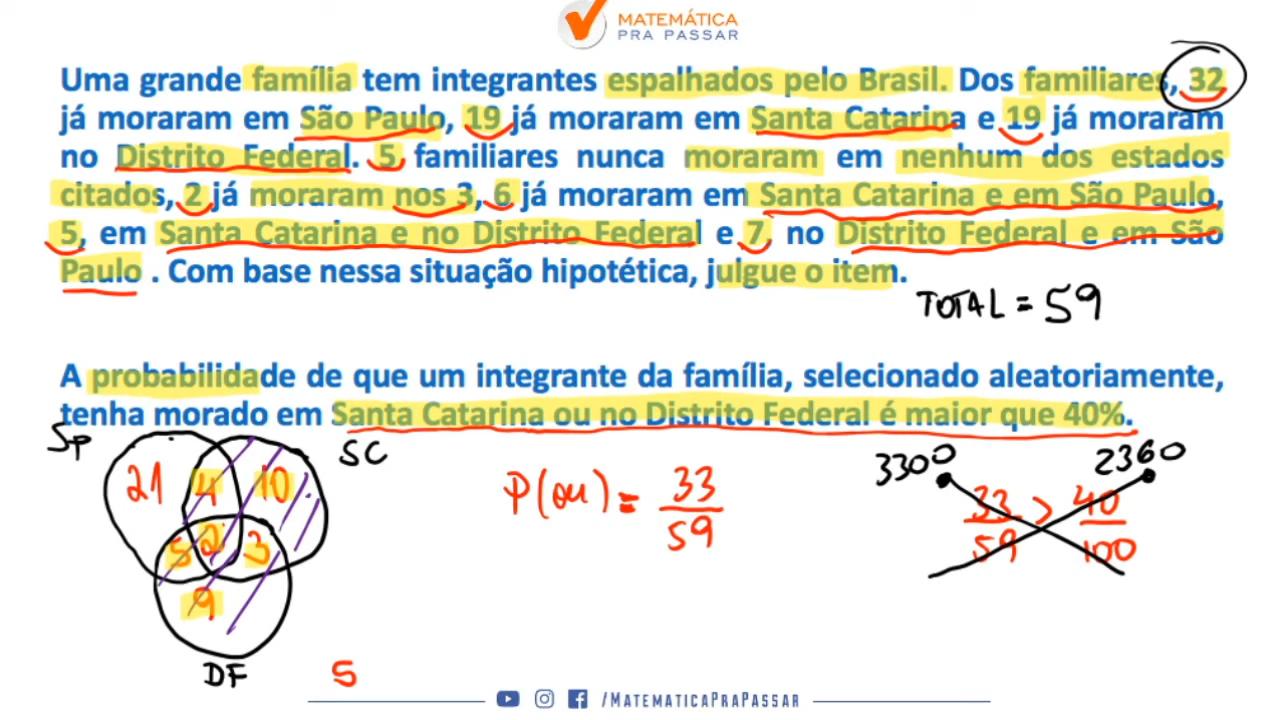 MATEMÁTICA
PRA PASSAR
Uma grande família tem integrantes espalhados pelo Brasil. Dos familiares, 32
já moraram em São Paulo, 19 já moraram em Santa Catarina e 19 já moraram
no Distrito Federal. 5 familiares nunca moraram em nenhum dos estados
citados, 2 já moraram nos 3, 6 já moraram em Santa Catarina e em São Paulo,
5, em Santa Catarina e no Distrito Federal e 7, no Distrito Federal e em São
Paulo . Com base nessa situação hipotética, julgue o item.
TOTAL = 59
A probabilidade de que um integrante da família, selecionado aleatoriamente,
tenha morado em Santa Catarina ou no Distrito Federal é maior que 40%.
SP
SC
21 4 10
5 2 3
9
DF
5
P(ou) = 33/59
3300 2360
33/59 > 40/100
/MatematicaPraPassar